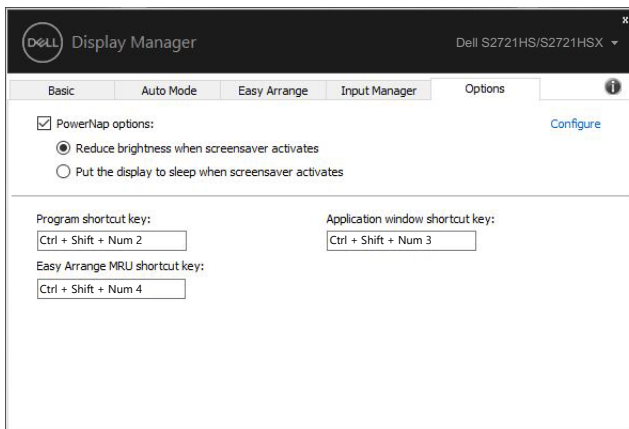 x
DELL Display Manager Dell S2721HS/S2721HSX
Basic Auto Mode Easy Arrange Input Manager Options i
PowerNap options: Configure
Reduce brightness when screensaver activates
Put the display to sleep when screensaver activates
Program shortcut key: Application window shortcut key:
Ctrl + Shift + Num 2 Ctrl + Shift + Num 3
Easy Arrange MRU shortcut key:
Ctrl + Shift + Num 4